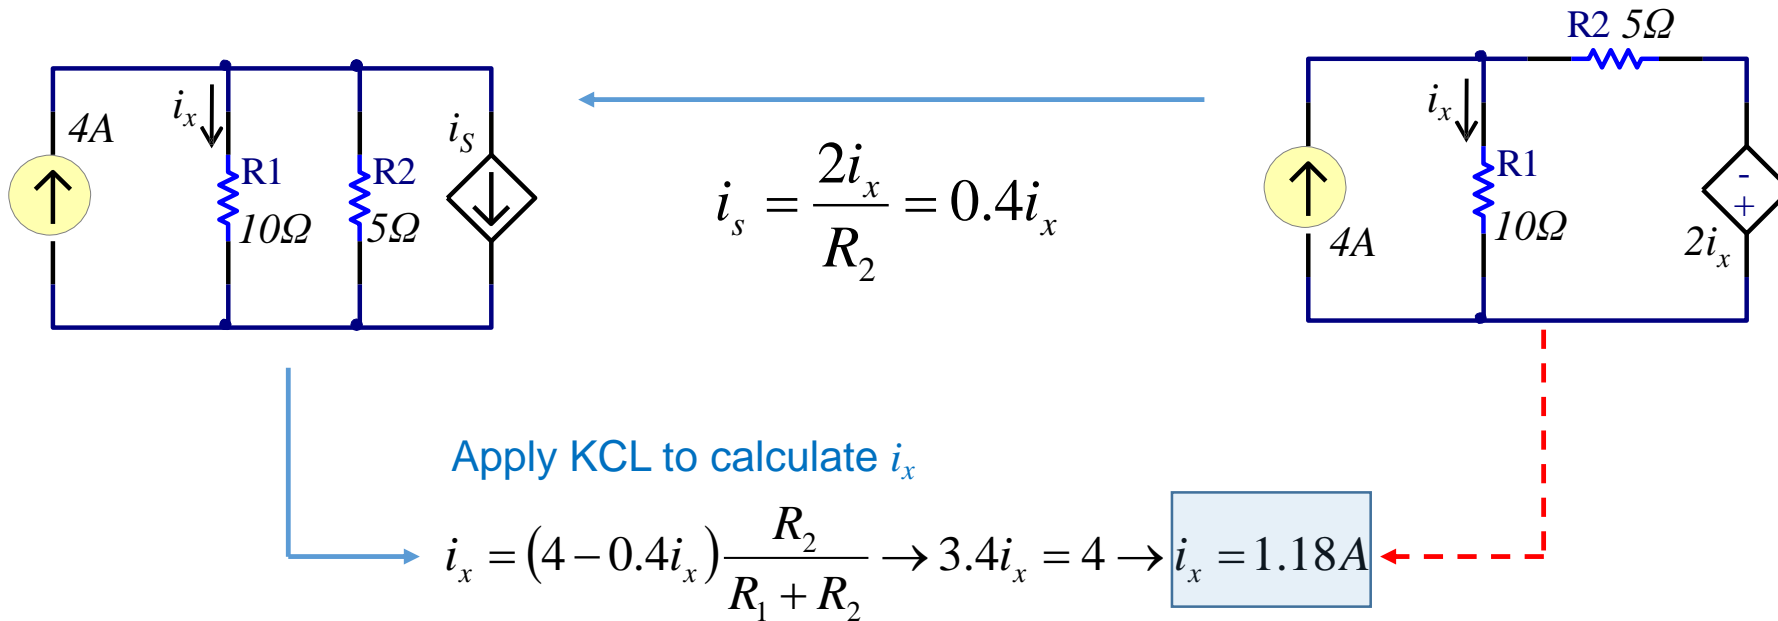 R2 5Ω
4A
i_x
R1
10Ω
R2
5Ω
i_S
i_s = 2i_x / R_2 = 0.4i_x
i_x
R1
10Ω
4A
-
+
2i_x
Apply KCL to calculate i_x
i_x = (4 − 0.4i_x) R_2 / (R_1 + R_2) → 3.4i_x = 4 → i_x = 1.18A